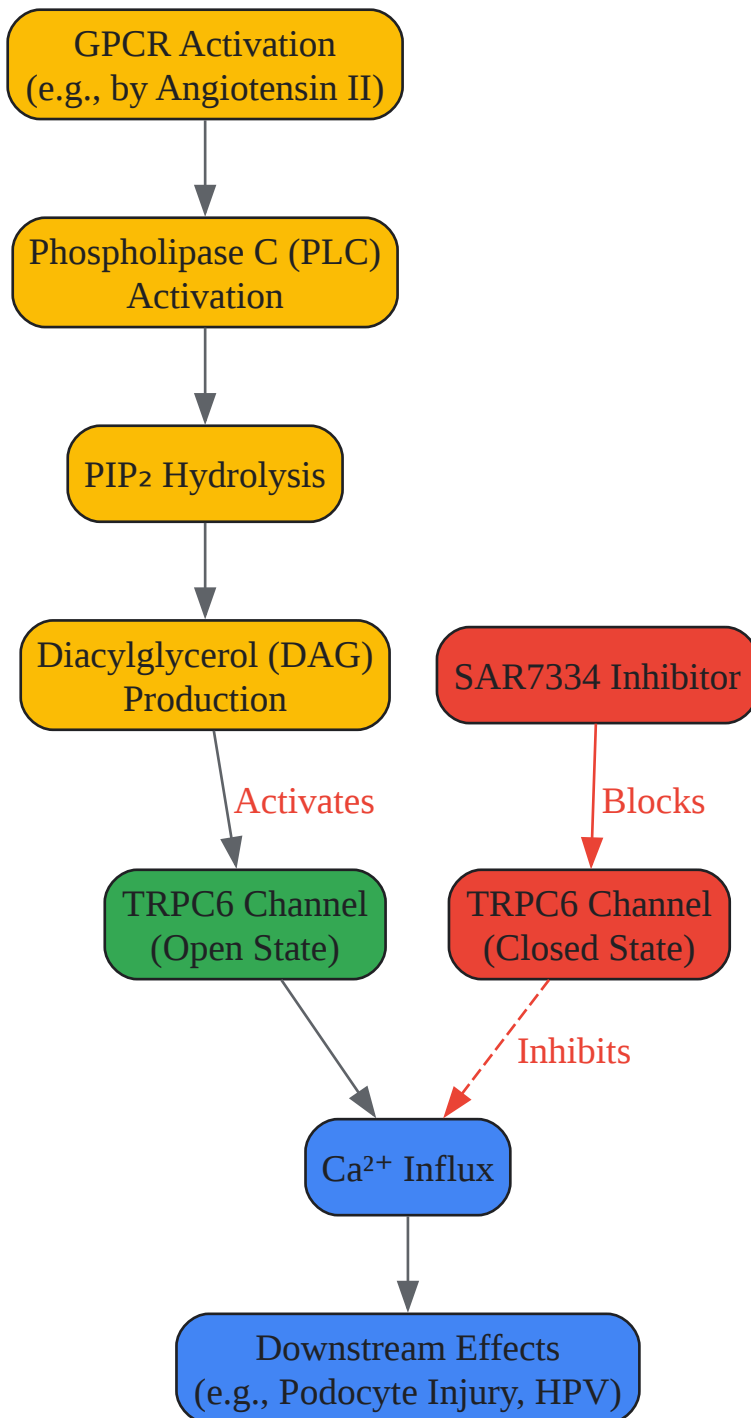 GPCR Activation
(e.g., by Angiotensin II)
Phospholipase C (PLC)
Activation
PIP₂ Hydrolysis
Diacylglycerol (DAG)
Production
SAR7334 Inhibitor
Activates
Blocks
TRPC6 Channel
(Open State)
TRPC6 Channel
(Closed State)
Inhibits
Ca²⁺ Influx
Downstream Effects
(e.g., Podocyte Injury, HPV)